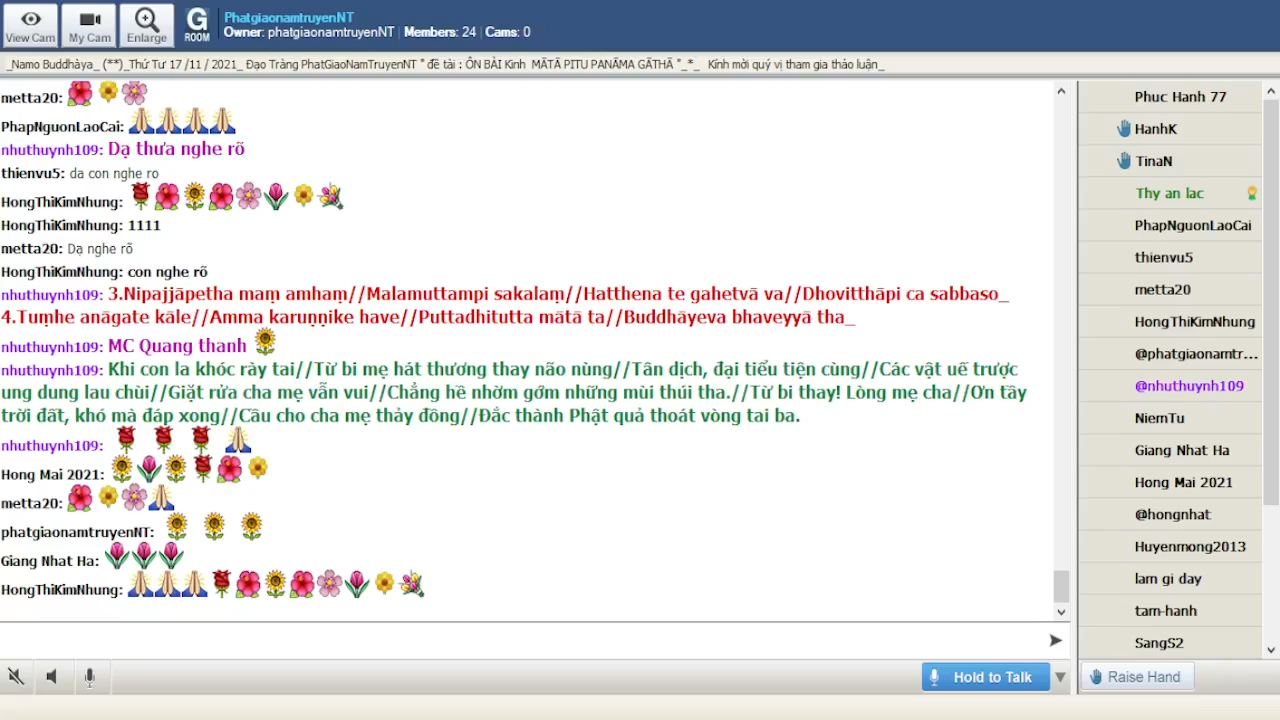 View Cam
My Cam
Enlarge
G
ROOM
PhatgiaonamtruyenNT
Owner: phatgiaonamtruyenNT | Members: 24 | Cams: 0
_Namo Buddhàya_ (**)_Thứ Tư 17 /11 / 2021_ Đạo Tràng PhatGiaoNamTruyenNT " đề tài : ÔN BÀI Kinh MĀTĀ PITU PANĀMA GĀTHĀ "_*_ Kính mời quý vị tham gia thảo luận_
metta20:
PhapNguonLaoCai:
nhuthuynh109: Dạ thưa nghe rõ
thienvu5: da con nghe ro
HongThiKimNhung:
HongThiKimNhung: 1111
metta20: Dạ nghe rõ
HongThiKimNhung: con nghe rõ
nhuthuynh109: 3.Nipajjāpetha maṃ amhaṃ//Malamuttampi sakalaṃ//Hatthena te gahetvā va//Dhovitthāpi ca sabbaso_
4.Tuṃhe anāgate kāle//Amma karuṇṇike have//Puttadhitutta mātā ta//Buddhāyeva bhaveyyā tha_
nhuthuynh109: MC Quang thanh
nhuthuynh109: Khi con la khóc rày tai//Từ bi mẹ hát thương thay não nùng//Tân dịch, đại tiểu tiện cùng//Các vật uế trược
ung dung lau chùi//Giặt rửa cha mẹ vẫn vui//Chẳng hề nhờm gớm những mùi thúi tha.//Từ bi thay! Lòng mẹ cha//Ơn tầy
trời đất, khó mà đáp xong//Cầu cho cha mẹ thảy đồng//Đắc thành Phật quả thoát vòng tai ba.
nhuthuynh109:
Hong Mai 2021:
metta20:
phatgiaonamtruyenNT:
Giang Nhat Ha:
HongThiKimNhung:
Phuc Hanh 77
HanhK
TinaN
Thy an lac
PhapNguonLaoCai
thienvu5
metta20
HongThiKimNhung
@phatgiaonamtr...
@nhuthuynh109
NiemTu
Giang Nhat Ha
Hong Mai 2021
@hongnhat
Huyenmong2013
lam gi day
tam-hanh
SangS2
Hold to Talk
Raise Hand